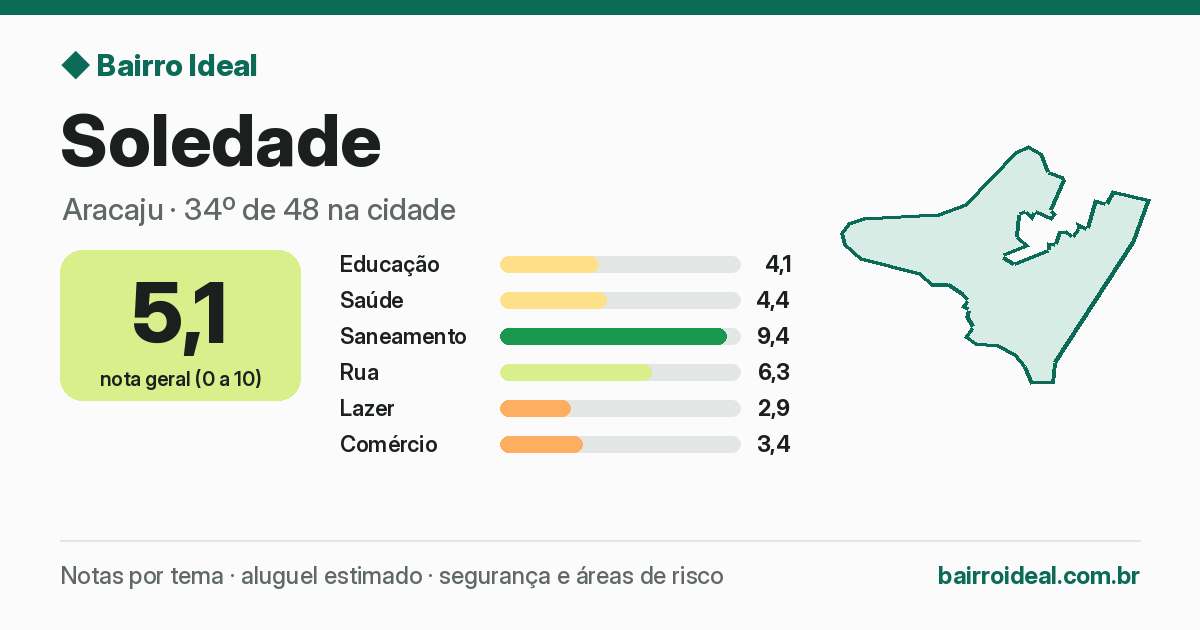 Bairro Ideal
Soledade
Aracaju · 34º de 48 na cidade
5,1
nota geral (0 a 10)
Educação 4,1
Saúde 4,4
Saneamento 9,4
Rua 6,3
Lazer 2,9
Comércio 3,4
Notas por tema · aluguel estimado · segurança e áreas de risco
bairroideal.com.br